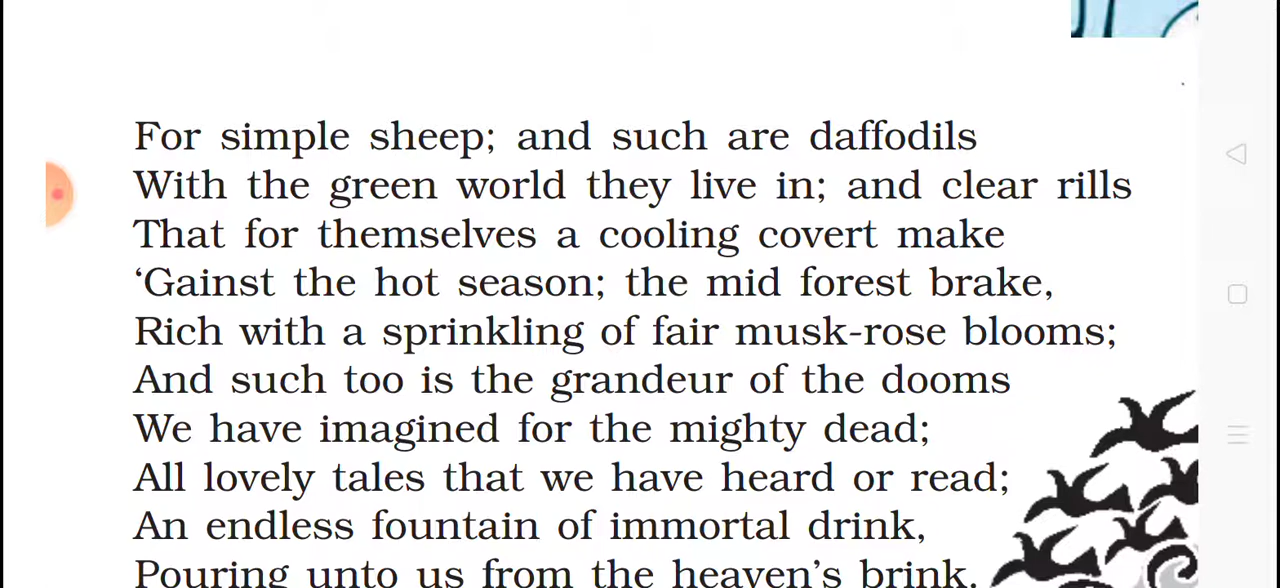 For simple sheep; and such are daffodils
With the green world they live in; and clear rills
That for themselves a cooling covert make
‘Gainst the hot season; the mid forest brake,
Rich with a sprinkling of fair musk-rose blooms;
And such too is the grandeur of the dooms
We have imagined for the mighty dead;
All lovely tales that we have heard or read;
An endless fountain of immortal drink,
Pouring unto us from the heaven’s brink.